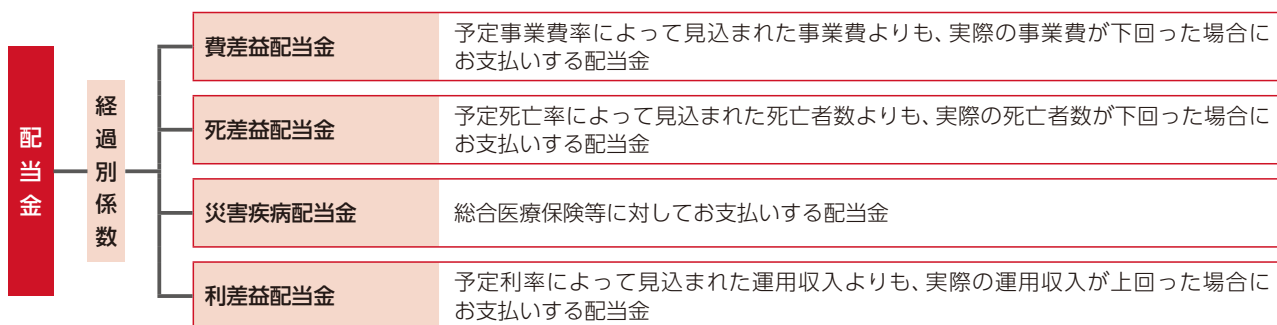 配当金
経過別係数
費差益配当金
予定事業費率によって見込まれた事業費よりも、実際の事業費が下回った場合に
お支払いする配当金
死差益配当金
予定死亡率によって見込まれた死亡者数よりも、実際の死亡者数が下回った場合に
お支払いする配当金
災害疾病配当金
総合医療保険等に対してお支払いする配当金
利差益配当金
予定利率によって見込まれた運用収入よりも、実際の運用収入が上回った場合に
お支払いする配当金